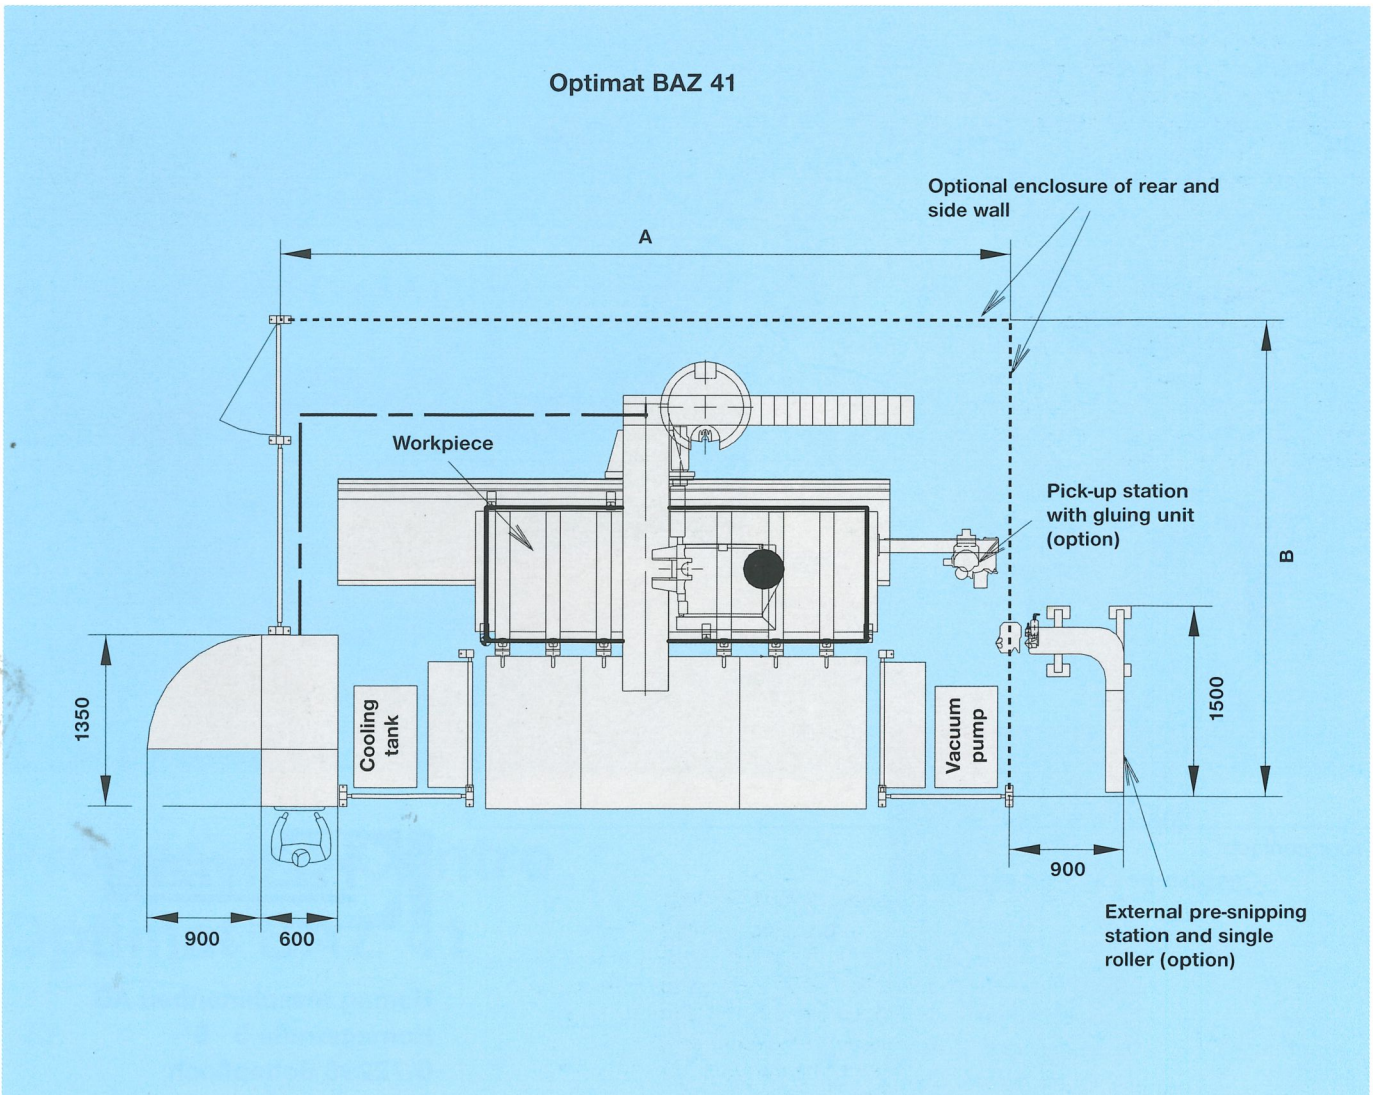 Optimat BAZ 41
Optional enclosure of rear and
side wall
A
Workpiece
Pick-up station
with gluing unit
(option)
B
1350
Cooling
tank
Vacuum
pump
1500
900
900
600
External pre-snipping
station and single
roller (option)